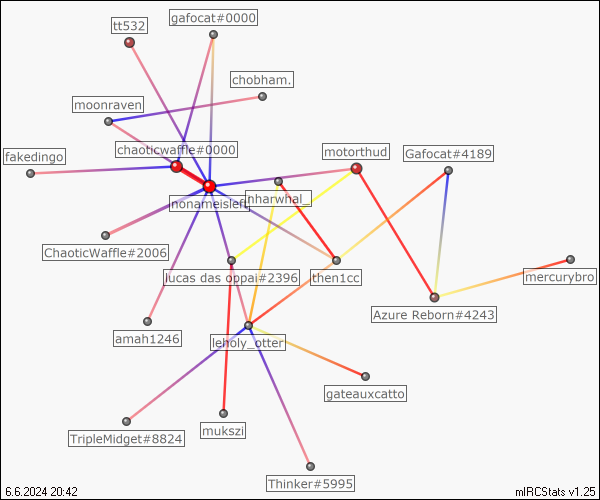 gafocat#0000
tt532
chobham.
moonraven
chaoticwaffle#0000
motorthud
Gafocat#4189
fakedingo
nharwhal_
nonameisleft
ChaoticWaffle#2006
lucas das oppai#2396
then1cc
mercurybro
Azure Reborn#4243
amah1246
leholy_otter
gateauxcatto
TripleMidget#8824
mukszi
Thinker#5995
6.6.2024 20:42
mIRCStats v1.25